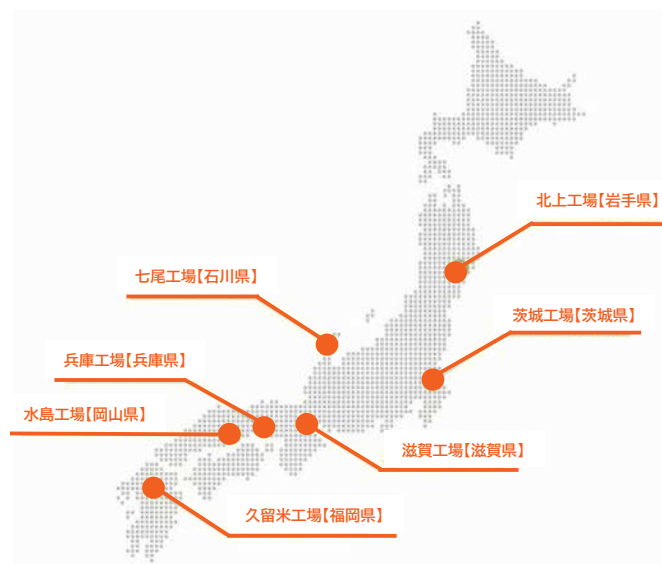 北上工場【岩手県】
七尾工場【石川県】
茨城工場【茨城県】
兵庫工場【兵庫県】
水島工場【岡山県】
滋賀工場【滋賀県】
久留米工場【福岡県】